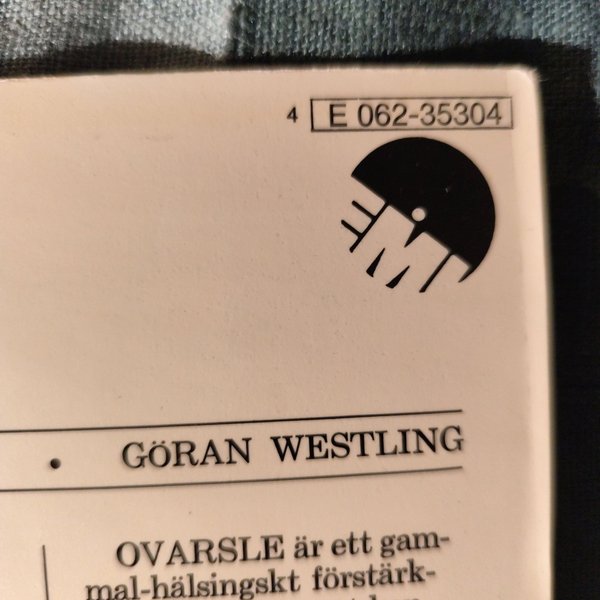 4 E 062-35304
EMI
• GÖRAN WESTLING
OVARSLE är ett gam-
mal-hälsingskt förstärk-